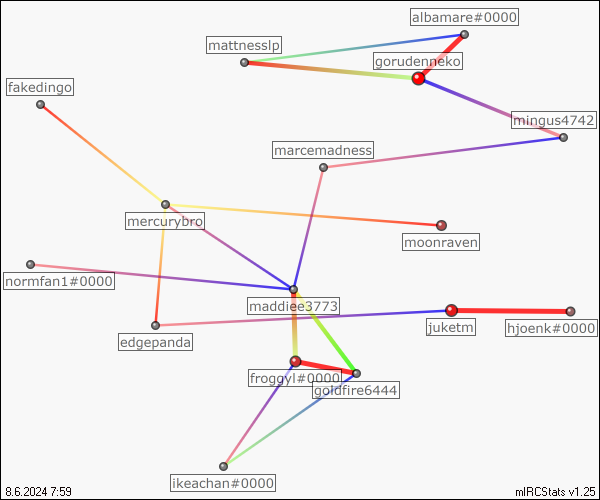 albamare#0000
mattnesslp
gorudenneko
fakedingo
mingus4742
marcemadness
mercurybro
moonraven
normfan1#0000
maddiee3773
edgepanda
juketm
hjoenk#0000
froggyl#0000
goldfire6444
ikeachan#0000
8.6.2024 7:59
mIRCStats v1.25